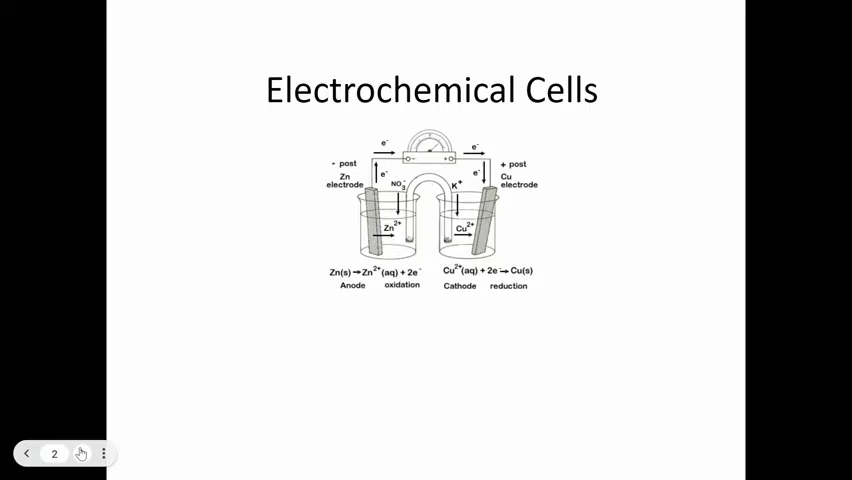 Electrochemical Cells
e⁻ e⁻
- post + post
Zn Cu
electrode electrode
e⁻ e⁻
NO₃⁻ K⁺
- +
Zn²⁺ Cu²⁺
Zn(s) → Zn²⁺(aq) + 2e⁻ Cu²⁺(aq) + 2e⁻ → Cu(s)
Anode oxidation Cathode reduction
2